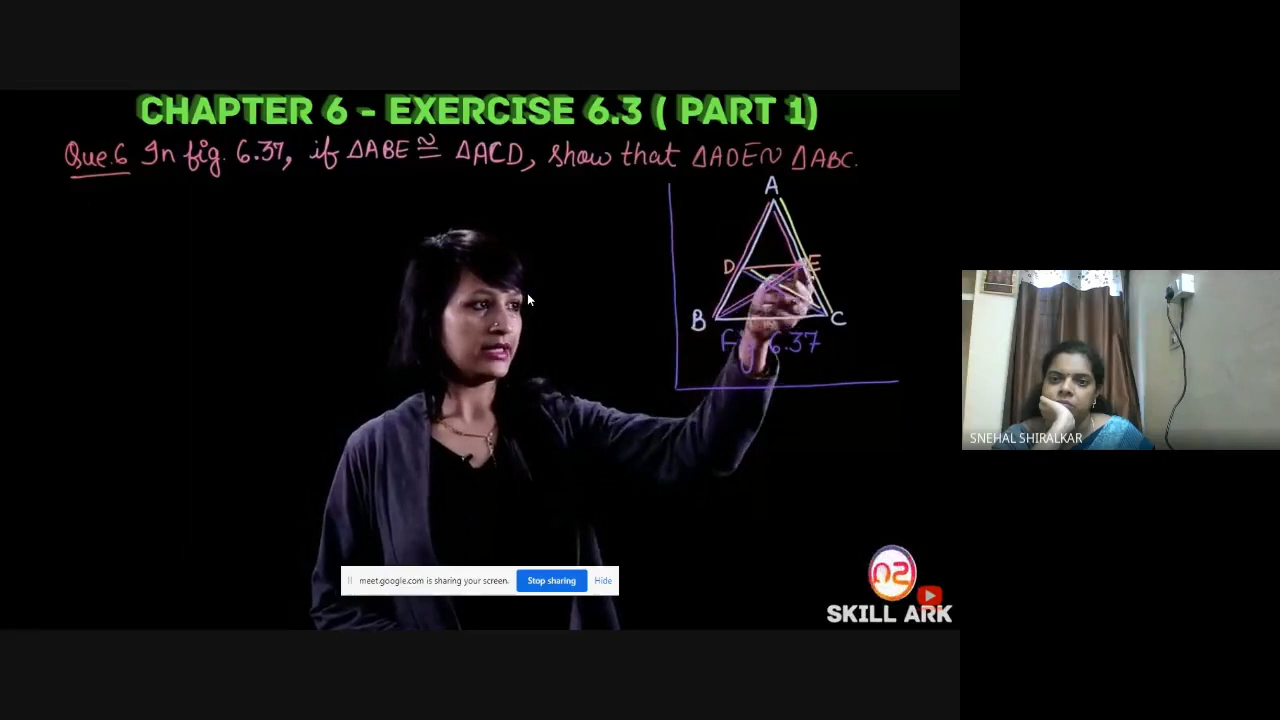 CHAPTER 6 - EXERCISE 6.3 ( PART 1)
Que.6 In fig. 6.37, if ΔABE ≅ ΔACD, show that ΔADE ~ ΔABC.
A
D E
B C
Fig 6.37
SNEHAL SHIRALKAR
meet.google.com is sharing your screen. Stop sharing Hide
SKILL ARK